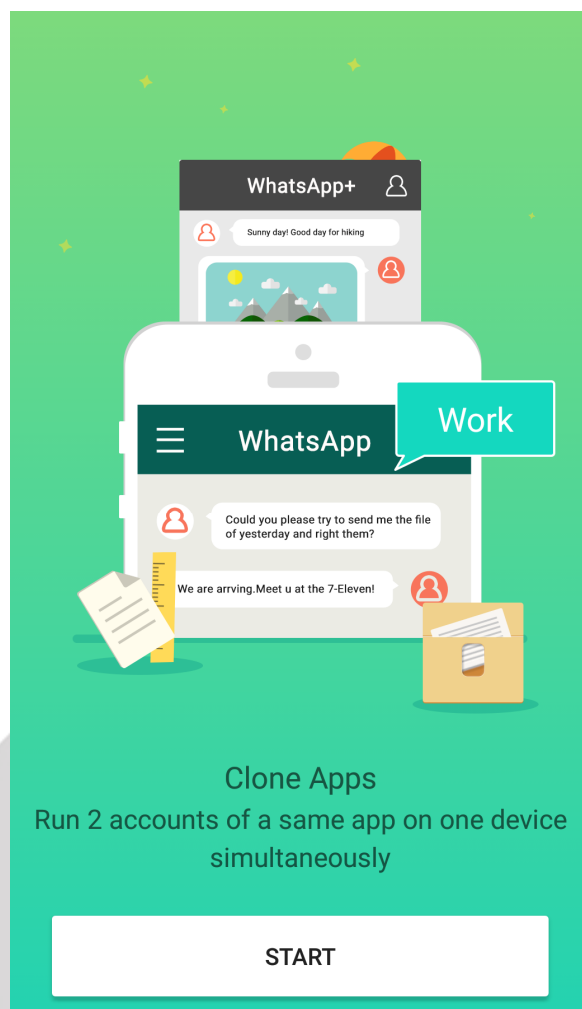 WhatsApp+
Sunny day! Good day for hiking
Work
WhatsApp
Could you please try to send me the file
of yesterday and right them?
We are arrving.Meet u at the 7-Eleven!
Clone Apps
Run 2 accounts of a same app on one device
simultaneously
START